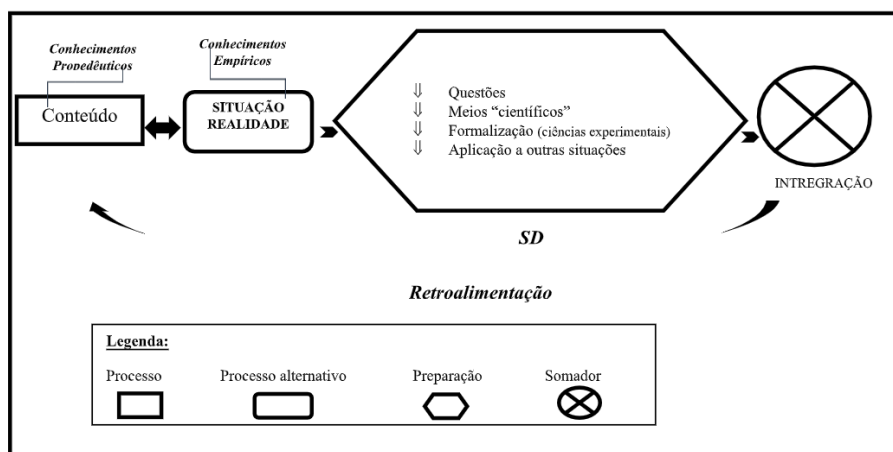 Conhecimentos
Propedêuticos
Conteúdo
Conhecimentos
Empíricos
SITUAÇÃO
REALIDADE
⇓ Questões
⇓ Meios “científicos”
⇓ Formalização (ciências experimentais)
⇓ Aplicação a outras situações
INTREGRAÇÃO
SD
Retroalimentação
Legenda:
Processo
Processo alternativo
Preparação
Somador